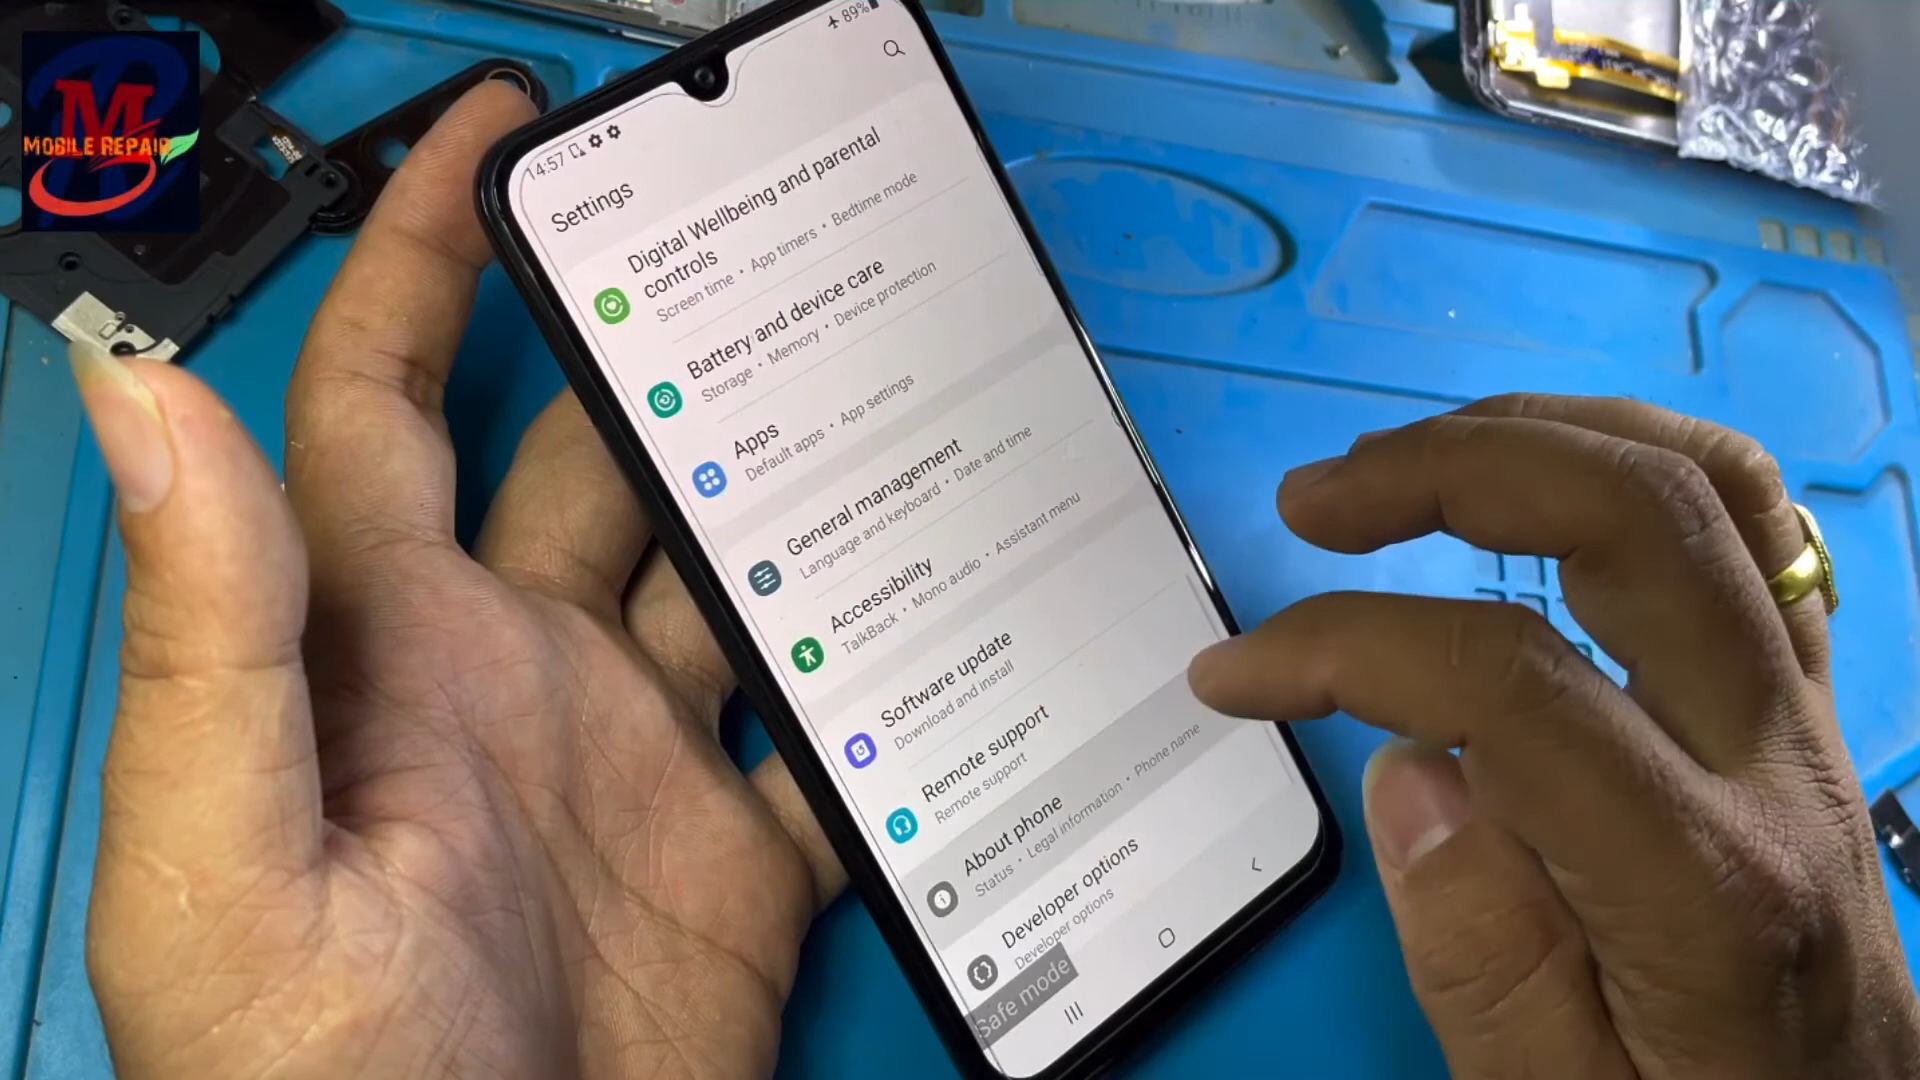 M
MOBILE REPAIR
14:57
89%
Settings
Digital Wellbeing and parental
controls
Screen time • App timers • Bedtime mode
Battery and device care
Storage • Memory • Device protection
Apps
Default apps • App settings
General management
Language and keyboard • Date and time
Accessibility
TalkBack • Mono audio • Assistant menu
Software update
Download and install
Remote support
Remote support
About phone
Status • Legal information • Phone name
Developer options
Developer options
Safe mode